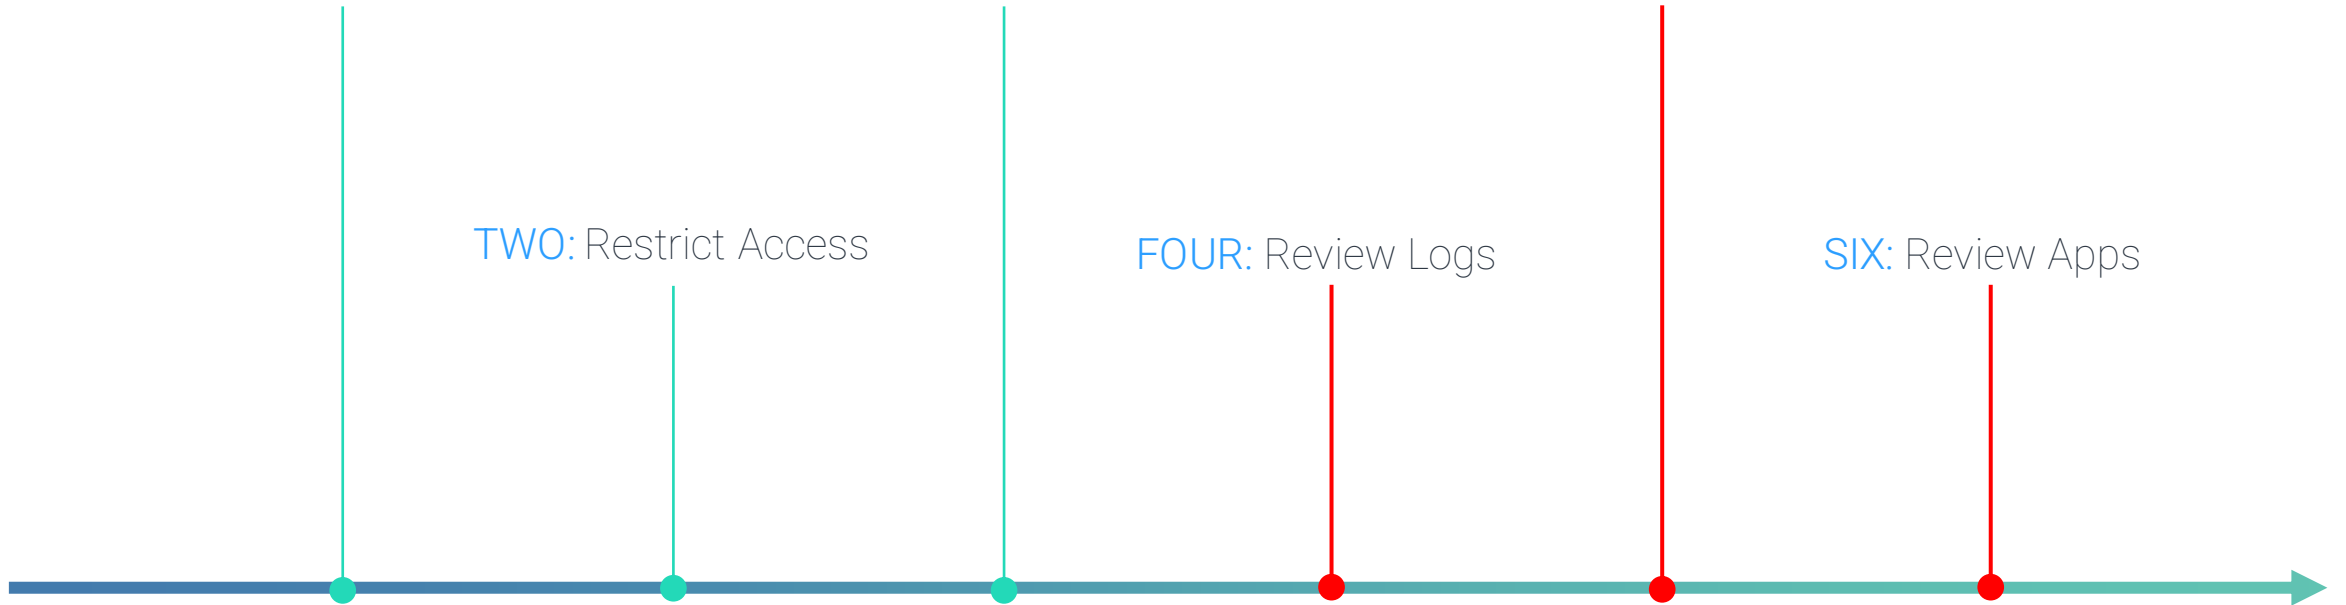 TWO: Restrict Access
FOUR: Review Logs
SIX: Review Apps